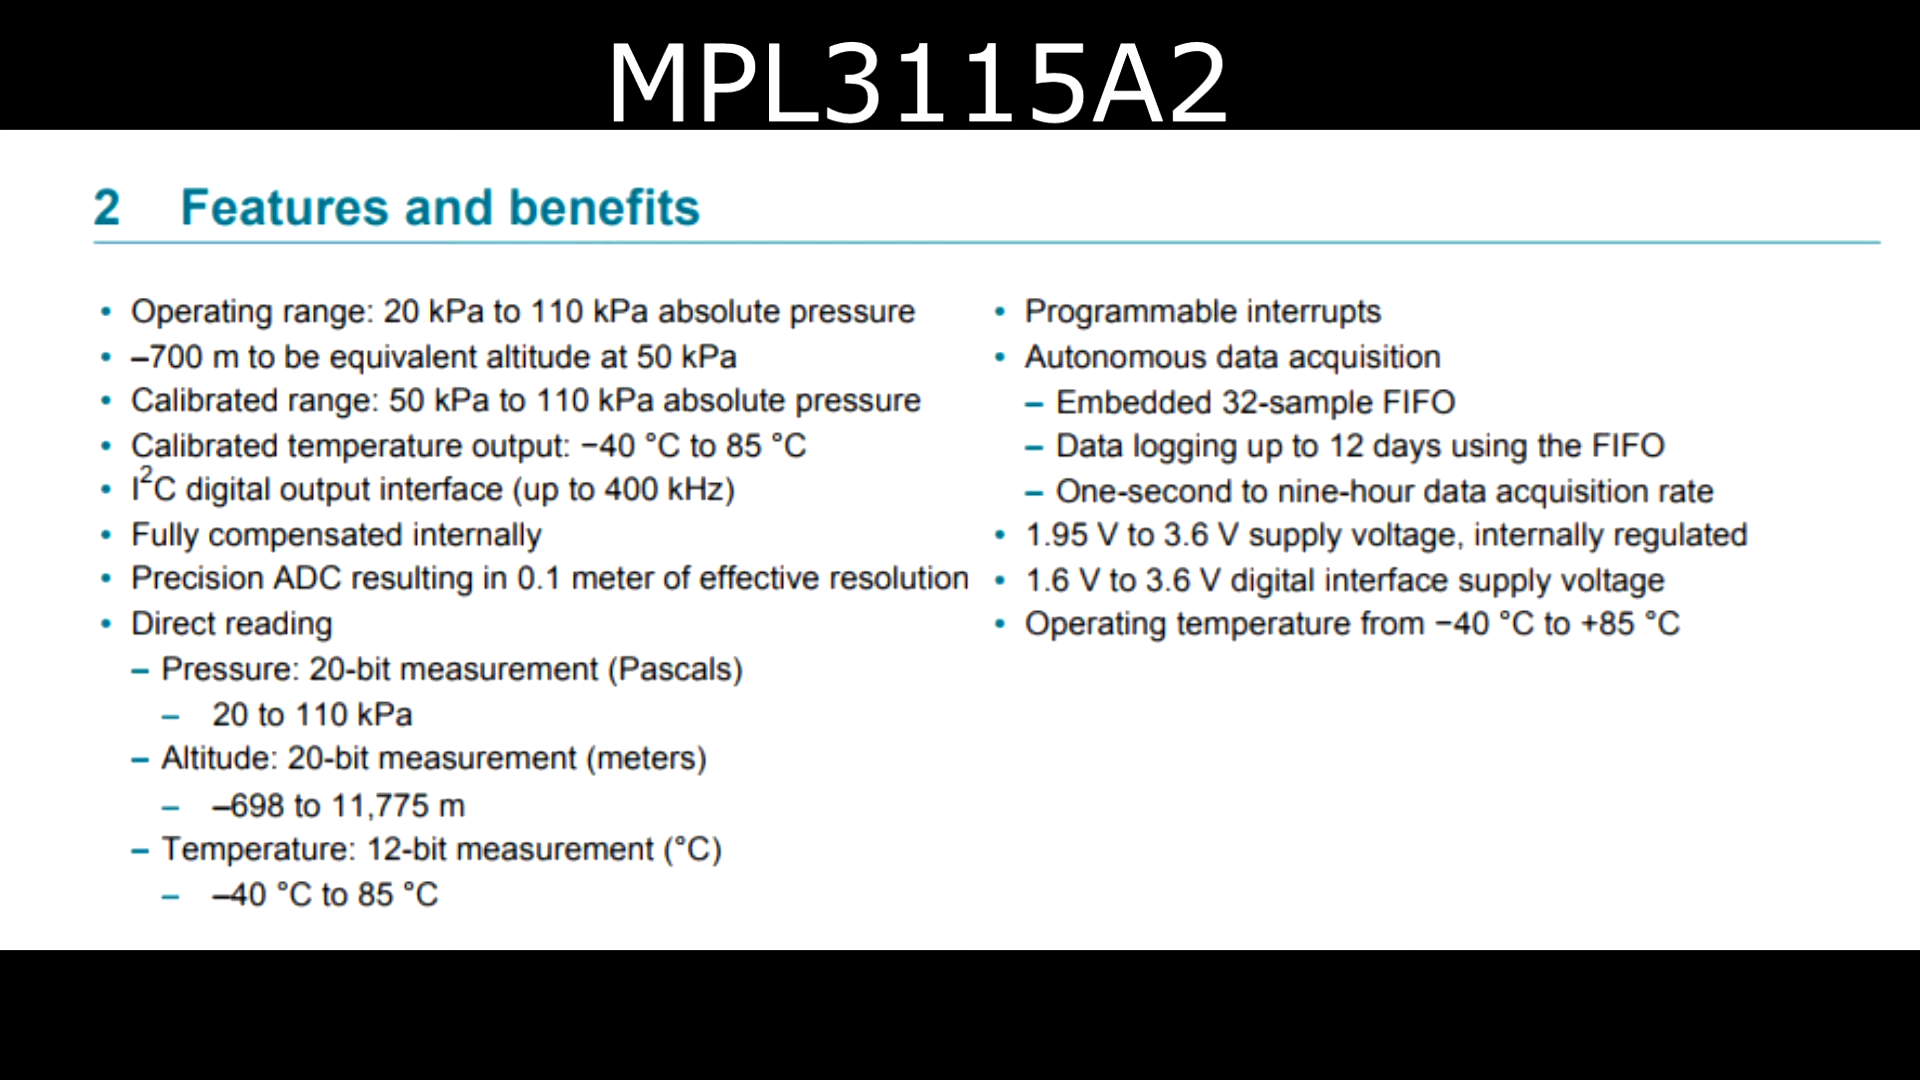 MPL3115A2
2 Features and benefits
• Operating range: 20 kPa to 110 kPa absolute pressure
• –700 m to be equivalent altitude at 50 kPa
• Calibrated range: 50 kPa to 110 kPa absolute pressure
• Calibrated temperature output: −40 °C to 85 °C
• I²C digital output interface (up to 400 kHz)
• Fully compensated internally
• Precision ADC resulting in 0.1 meter of effective resolution
• Direct reading
– Pressure: 20-bit measurement (Pascals)
– 20 to 110 kPa
– Altitude: 20-bit measurement (meters)
– –698 to 11,775 m
– Temperature: 12-bit measurement (°C)
– –40 °C to 85 °C
• Programmable interrupts
• Autonomous data acquisition
– Embedded 32-sample FIFO
– Data logging up to 12 days using the FIFO
– One-second to nine-hour data acquisition rate
• 1.95 V to 3.6 V supply voltage, internally regulated
• 1.6 V to 3.6 V digital interface supply voltage
• Operating temperature from −40 °C to +85 °C